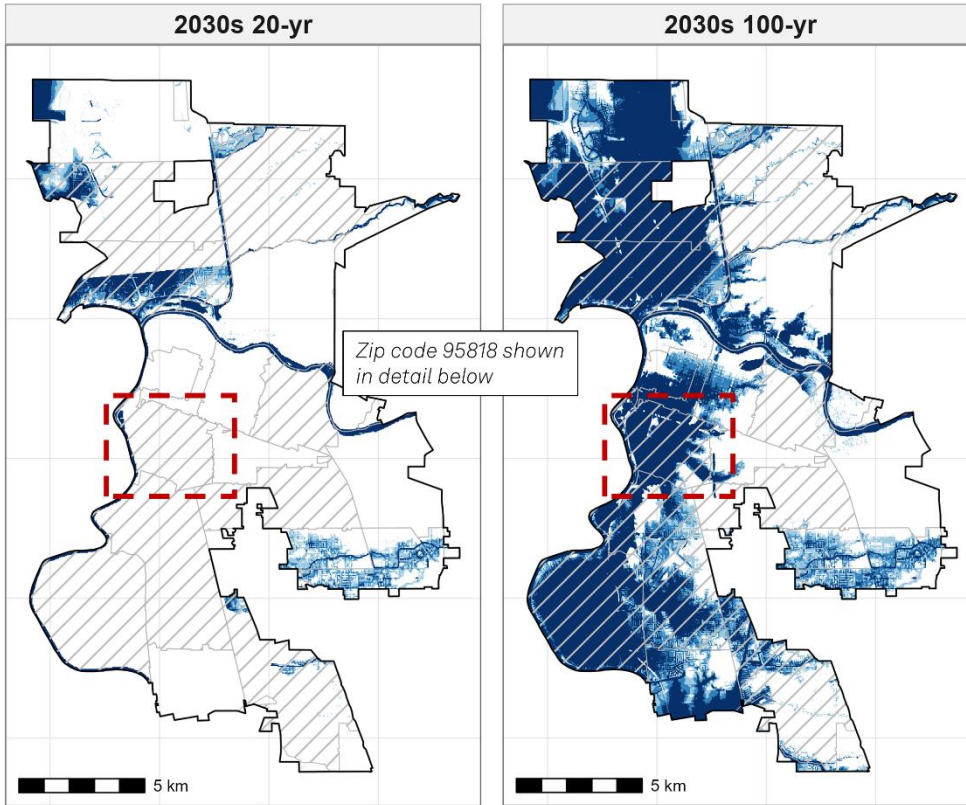 2030s 20-yr
2030s 100-yr
Zip code 95818 shown
in detail below
5 km
5 km